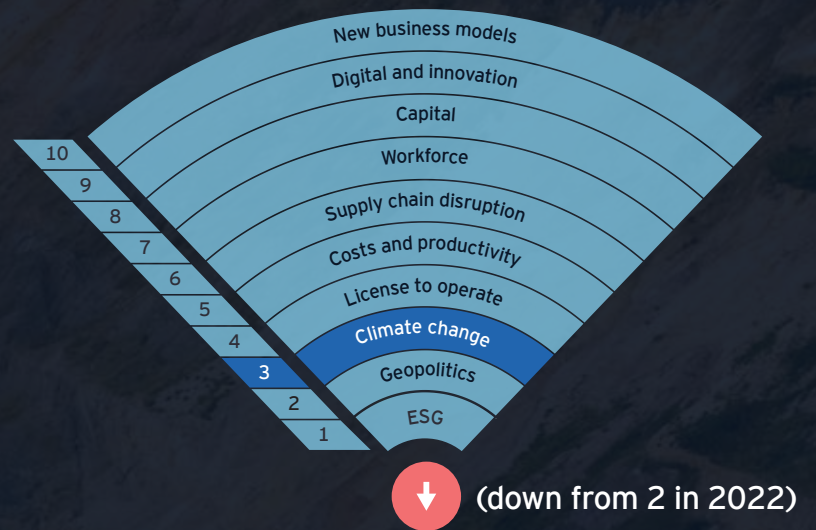 New business models
Digital and innovation
Capital
Workforce
Supply chain disruption
Costs and productivity
License to operate
Climate change
Geopolitics
ESG
10
9
8
7
6
5
4
3
2
1
(down from 2 in 2022)